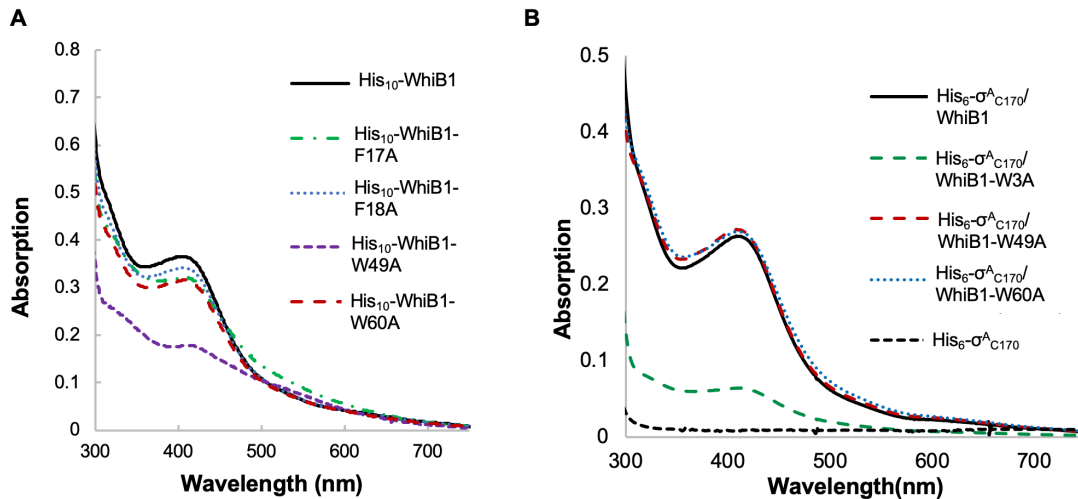 A
B
0.8
0.7
0.6
0.5
0.4
0.3
0.2
0.1
0
300
400
500
600
700
Absorption
Wavelength (nm)
His₁₀-WhiB1
His₁₀-WhiB1-
F17A
His₁₀-WhiB1-
F18A
His₁₀-WhiB1-
W49A
His₁₀-WhiB1-
W60A
0.5
0.4
0.3
0.2
0.1
0
300
400
500
600
700
Absorption
Wavelength(nm)
His₆-σᴬC170/
WhiB1
His₆-σᴬC170/
WhiB1-W3A
His₆-σᴬC170/
WhiB1-W49A
His₆-σᴬC170/
WhiB1-W60A
His₆-σᴬC170